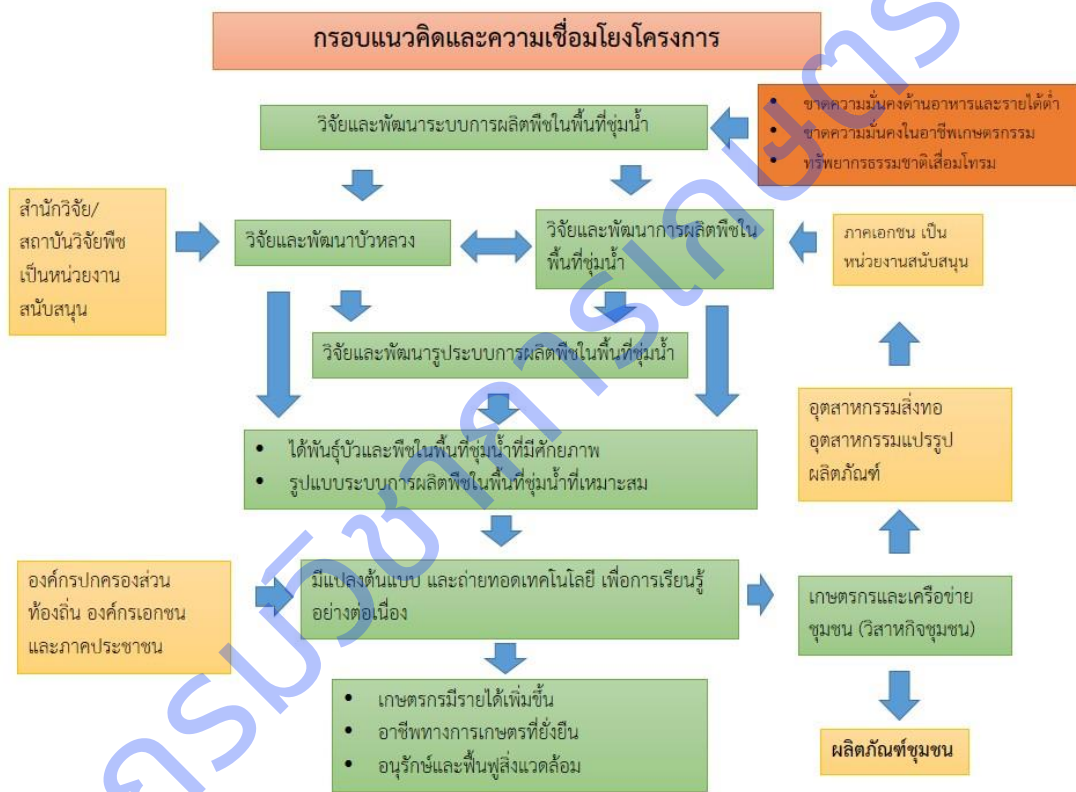 กรอบแนวคิดและความเชื่อมโยงโครงการ
วิจัยและพัฒนาระบบการผลิตพืชในพื้นที่ชุ่มน้ำ
• ขาดความมั่นคงด้านอาหารและรายได้ต่ำ
• ขาดความมั่นคงในอาชีพเกษตรกรรม
• ทรัพยากรธรรมชาติเสื่อมโทรม
สำนักวิจัย/
สถาบันวิจัยพืช
เป็นหน่วยงาน
สนับสนุน
วิจัยและพัฒนาบัวหลวง
วิจัยและพัฒนาการผลิตพืชใน
พื้นที่ชุ่มน้ำ
ภาคเอกชน เป็น
หน่วยงานสนับสนุน
วิจัยและพัฒนารูประบบการผลิตพืชในพื้นที่ชุ่มน้ำ
อุตสาหกรรมสิ่งทอ
อุตสาหกรรมแปรรูป
ผลิตภัณฑ์
• ได้พันธุ์บัวและพืชในพื้นที่ชุ่มน้ำที่มีศักยภาพ
• รูปแบบระบบการผลิตพืชในพื้นที่ชุ่มน้ำที่เหมาะสม
องค์กรปกครองส่วน
ท้องถิ่น องค์กรเอกชน
และภาคประชาชน
มีแปลงต้นแบบ และถ่ายทอดเทคโนโลยี เพื่อการเรียนรู้
อย่างต่อเนื่อง
เกษตรกรและเครือข่าย
ชุมชน (วิสาหกิจชุมชน)
• เกษตรกรมีรายได้เพิ่มขึ้น
• อาชีพทางการเกษตรที่ยั่งยืน
• อนุรักษ์และฟื้นฟูสิ่งแวดล้อม
ผลิตภัณฑ์ชุมชน
กรมวิชาการเกษตร